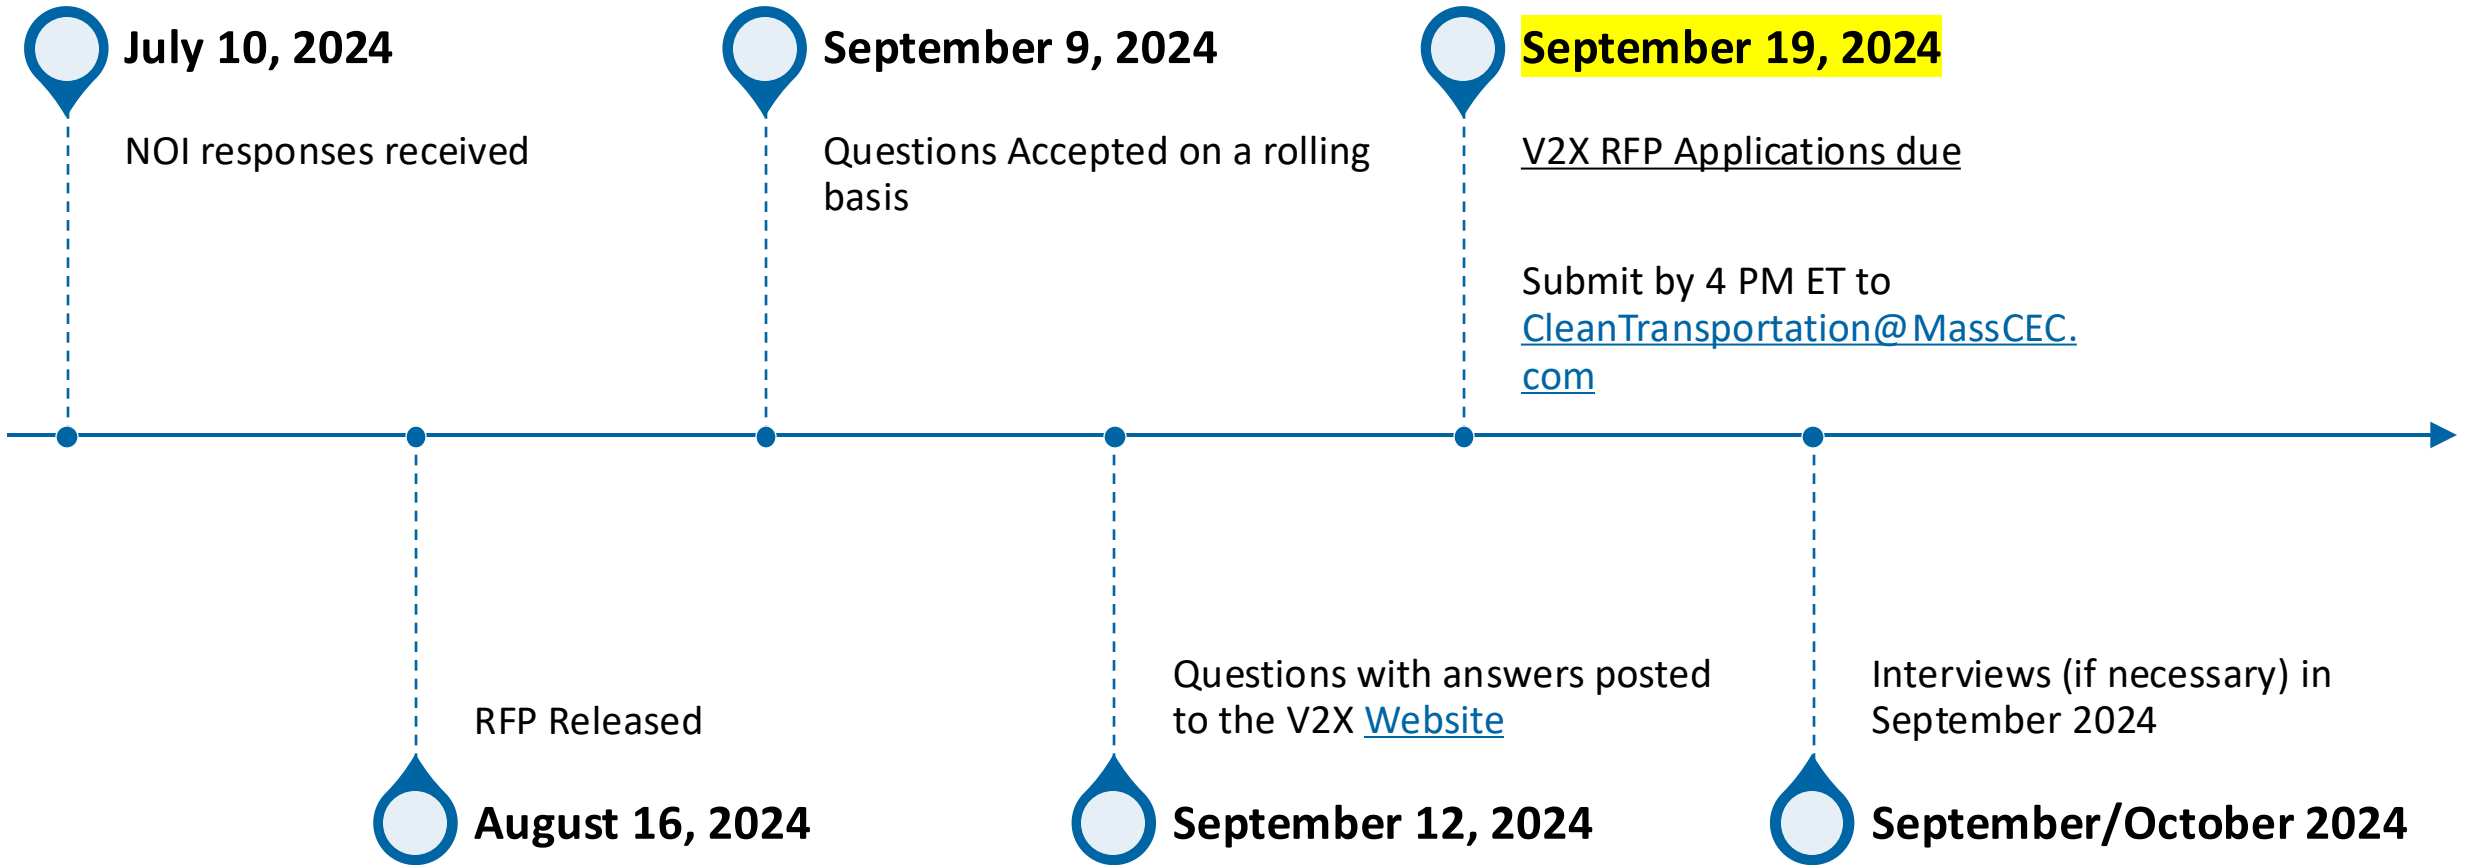 July 10, 2024
NOI responses received
RFP Released
August 16, 2024
September 9, 2024
Questions Accepted on a rolling
basis
Questions with answers posted
to the V2X Website
September 12, 2024
September 19, 2024
V2X RFP Applications due
Submit by 4 PM ET to
CleanTransportation@MassCEC.
com
Interviews (if necessary) in
September 2024
September/October 2024